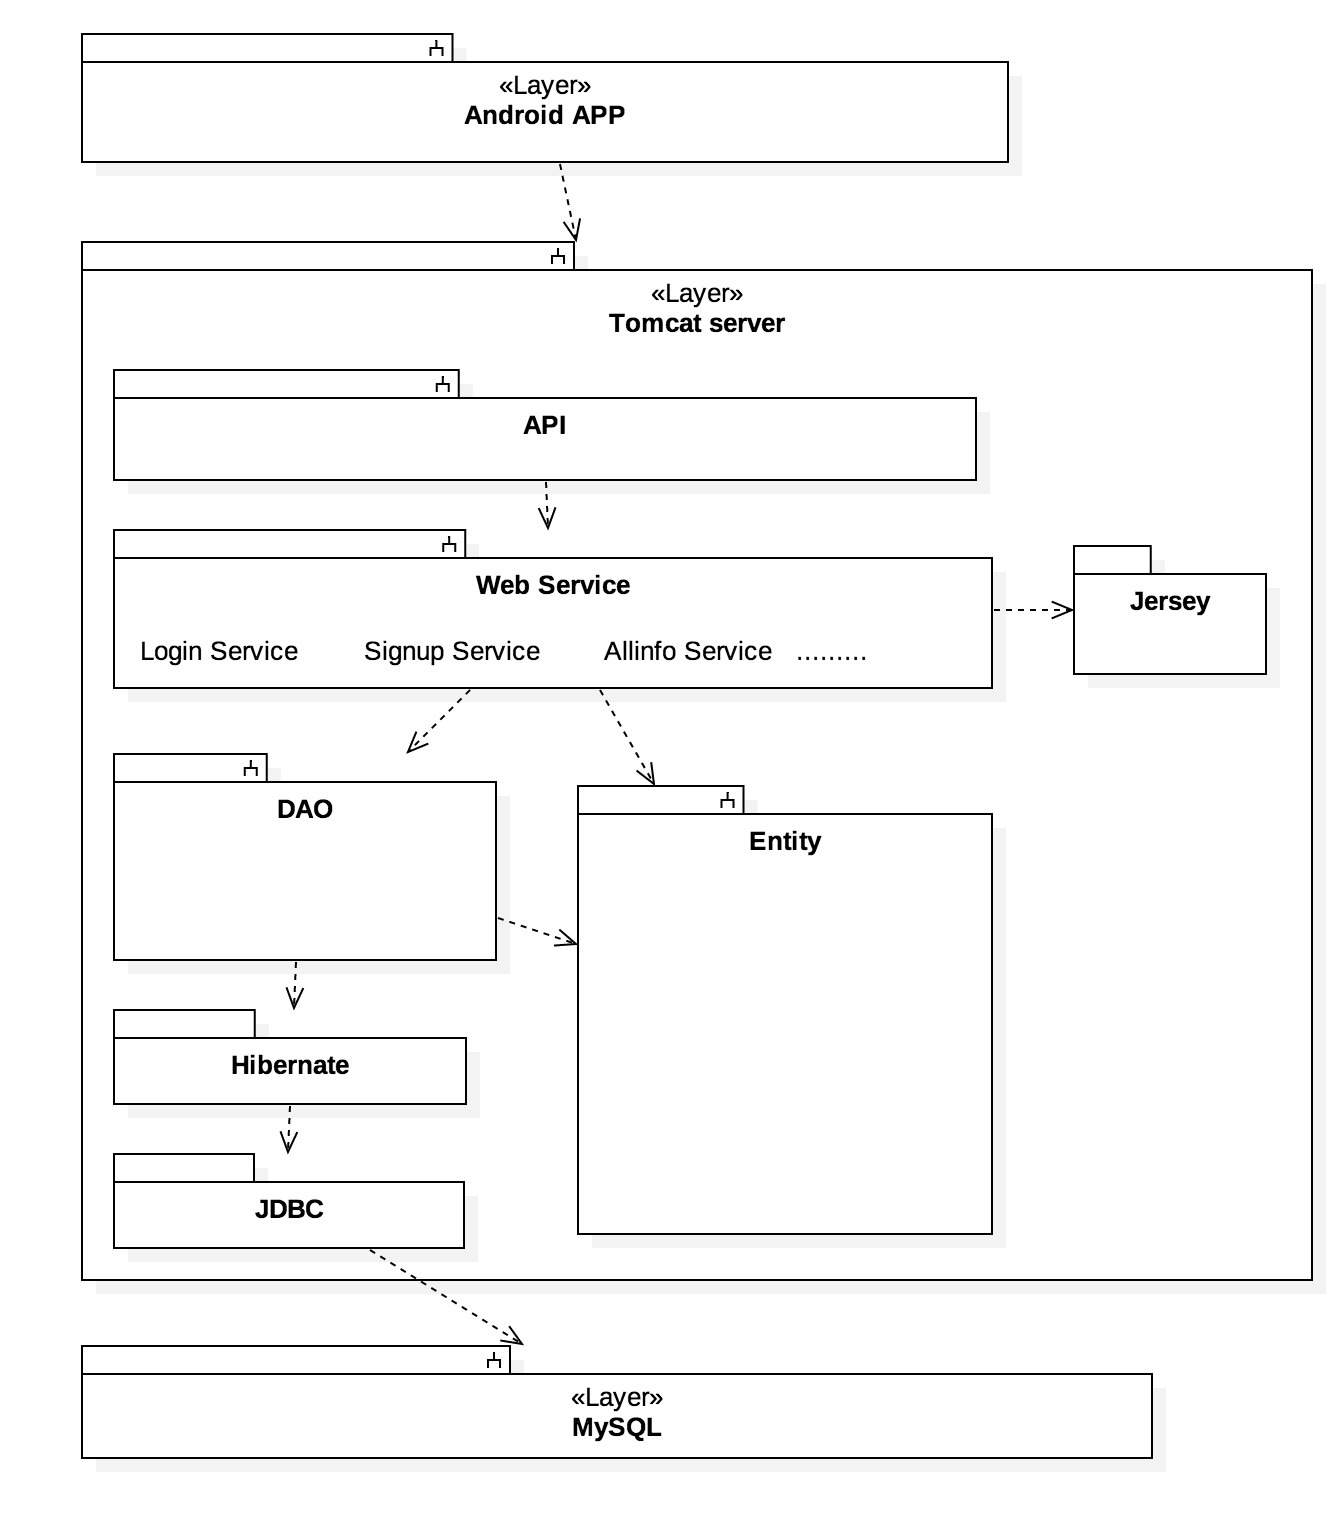 «Layer»
Android APP
«Layer»
Tomcat server
API
Web Service
Jersey
Login Service Signup Service Allinfo Service .........
DAO
Entity
Hibernate
JDBC
«Layer»
MySQL